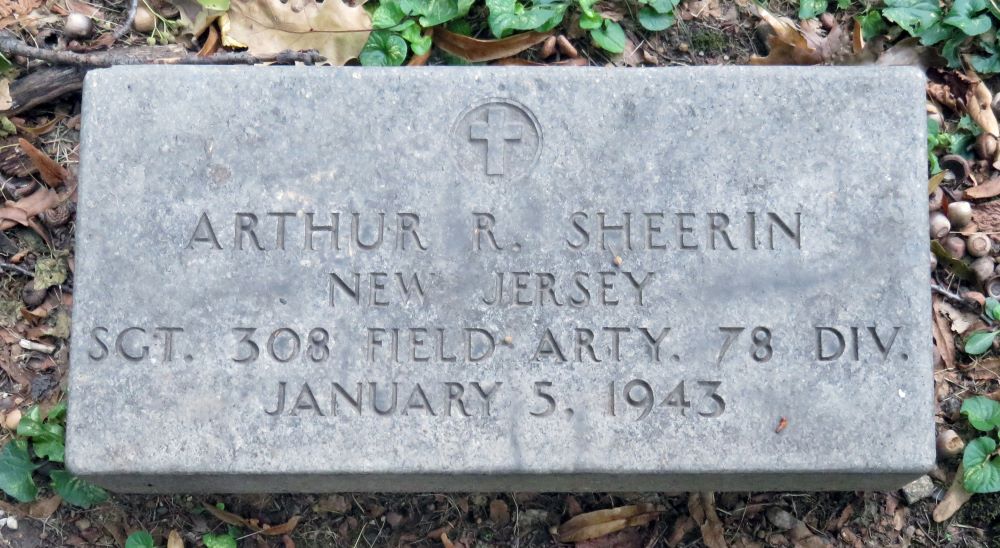 ARTHUR R. SHEERIN
NEW JERSEY
SGT. 308 FIELD ARTY. 78 DIV.
JANUARY 5, 1943